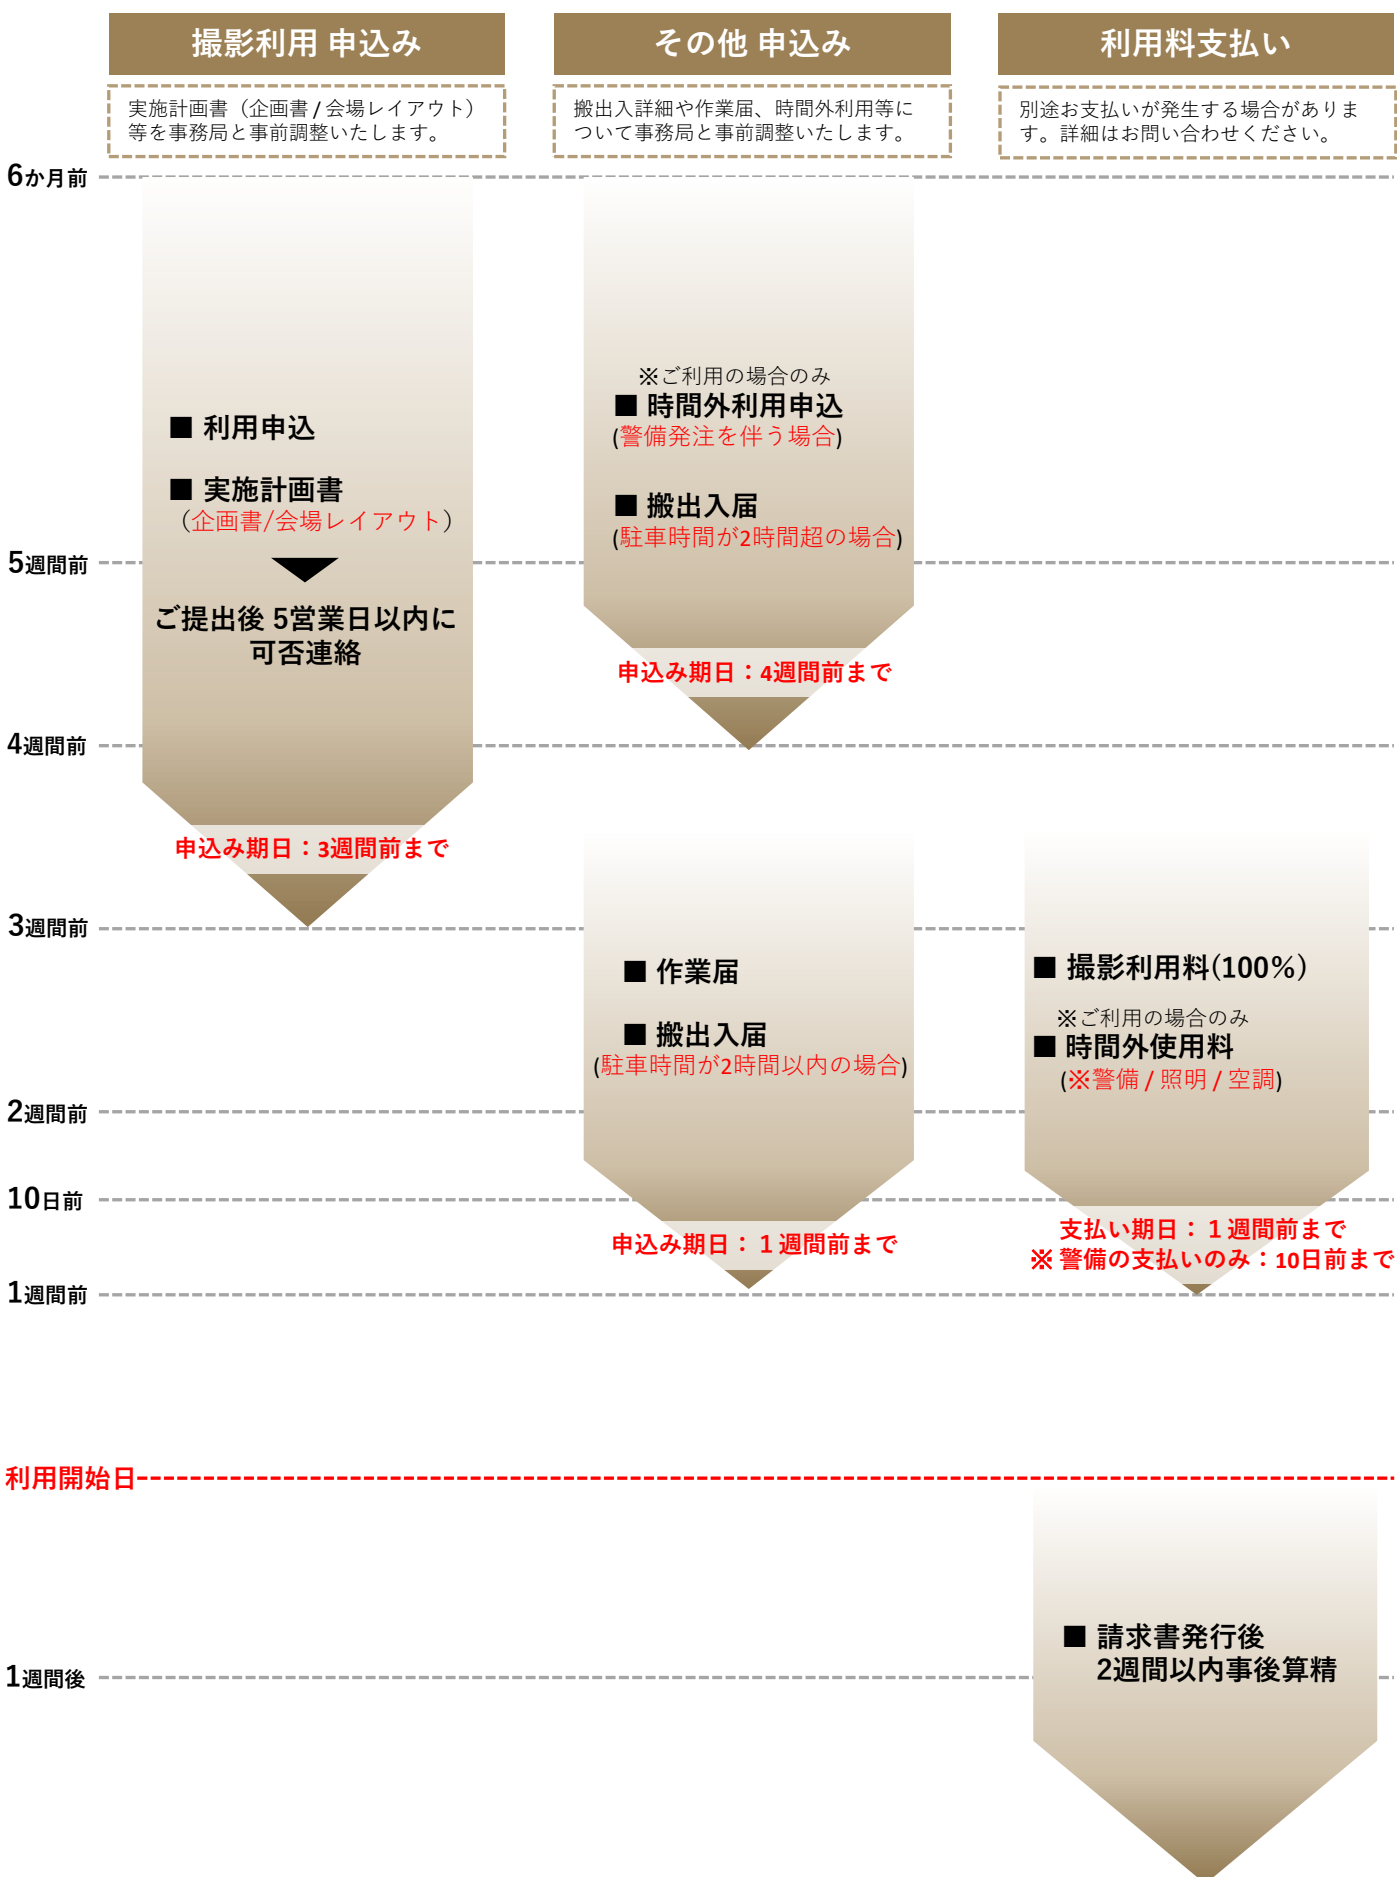 撮影利用 申込み
その他 申込み
利用料支払い
実施計画書（企画書 / 会場レイアウト）
等を事務局と事前調整いたします。
搬出入詳細や作業届、時間外利用等に
ついて事務局と事前調整いたします。
別途お支払いが発生する場合がありま
す。詳細はお問い合わせください。
6か月前
※ご利用の場合のみ
■ 時間外利用申込
(警備発注を伴う場合)
■ 利用申込
■ 実施計画書
（企画書/会場レイアウト）
■ 搬出入届
(駐車時間が2時間超の場合)
5週間前
ご提出後 5営業日以内に
可否連絡
申込み期日：4週間前まで
4週間前
申込み期日：3週間前まで
3週間前
■ 作業届
■ 搬出入届
(駐車時間が2時間以内の場合)
■ 撮影利用料(100%)
※ご利用の場合のみ
■ 時間外使用料
(※警備 / 照明 / 空調)
2週間前
10日前
申込み期日：１週間前まで
支払い期日：１週間前まで
※ 警備の支払いのみ：10日前まで
1週間前
利用開始日
■ 請求書発行後
2週間以内事後算精
1週間後